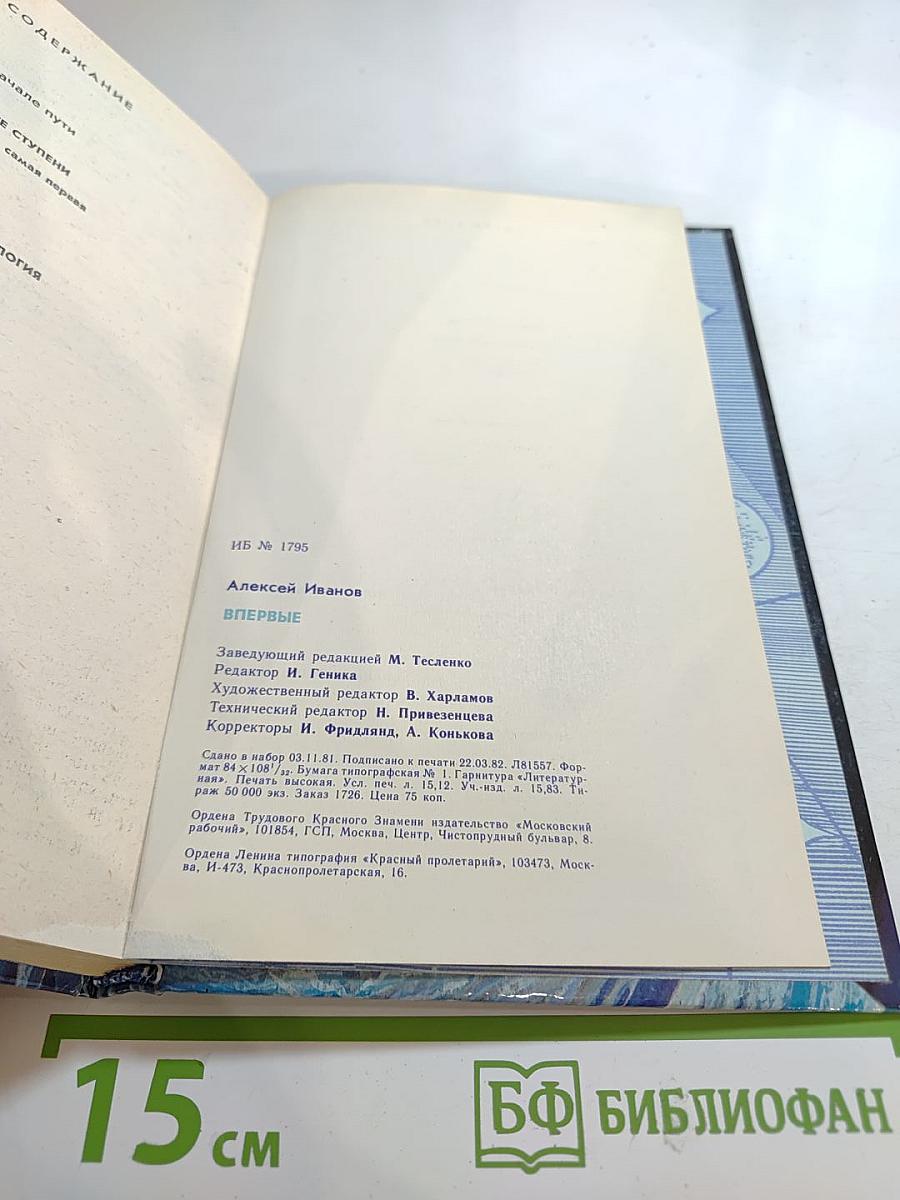 СОДЕРЖАНИЕ
начале пути
СТУПЕНИ
самая первая
ИБ № 1795
Алексей Иванов
ВПЕРВЫЕ
Заведующий редакцией М. Тесленко
Редактор И. Геника
Художественный редактор В. Харламов
Технический редактор Н. Привезенцева
Корректоры И. Фридлянд, А. Конькова
Сдано в набор 03.11.81. Подписано к печати 22.03.82. Л81557. Фор-
мат 84×108¹/₃₂. Бумага типографская № 1. Гарнитура «Литератур-
ная». Печать высокая. Усл. печ. л. 15,12. Уч.-изд. л. 15,83. Ти-
раж 50 000 экз. Заказ 1726. Цена 75 коп.
Ордена Трудового Красного Знамени издательство «Московский
рабочий», 101854, ГСП, Москва, Центр, Чистопрудный бульвар, 8.
Ордена Ленина типография «Красный пролетарий», 103473, Моск-
ва, И-473, Краснопролетарская, 16.
15 см
БФ БИБЛИОФАН